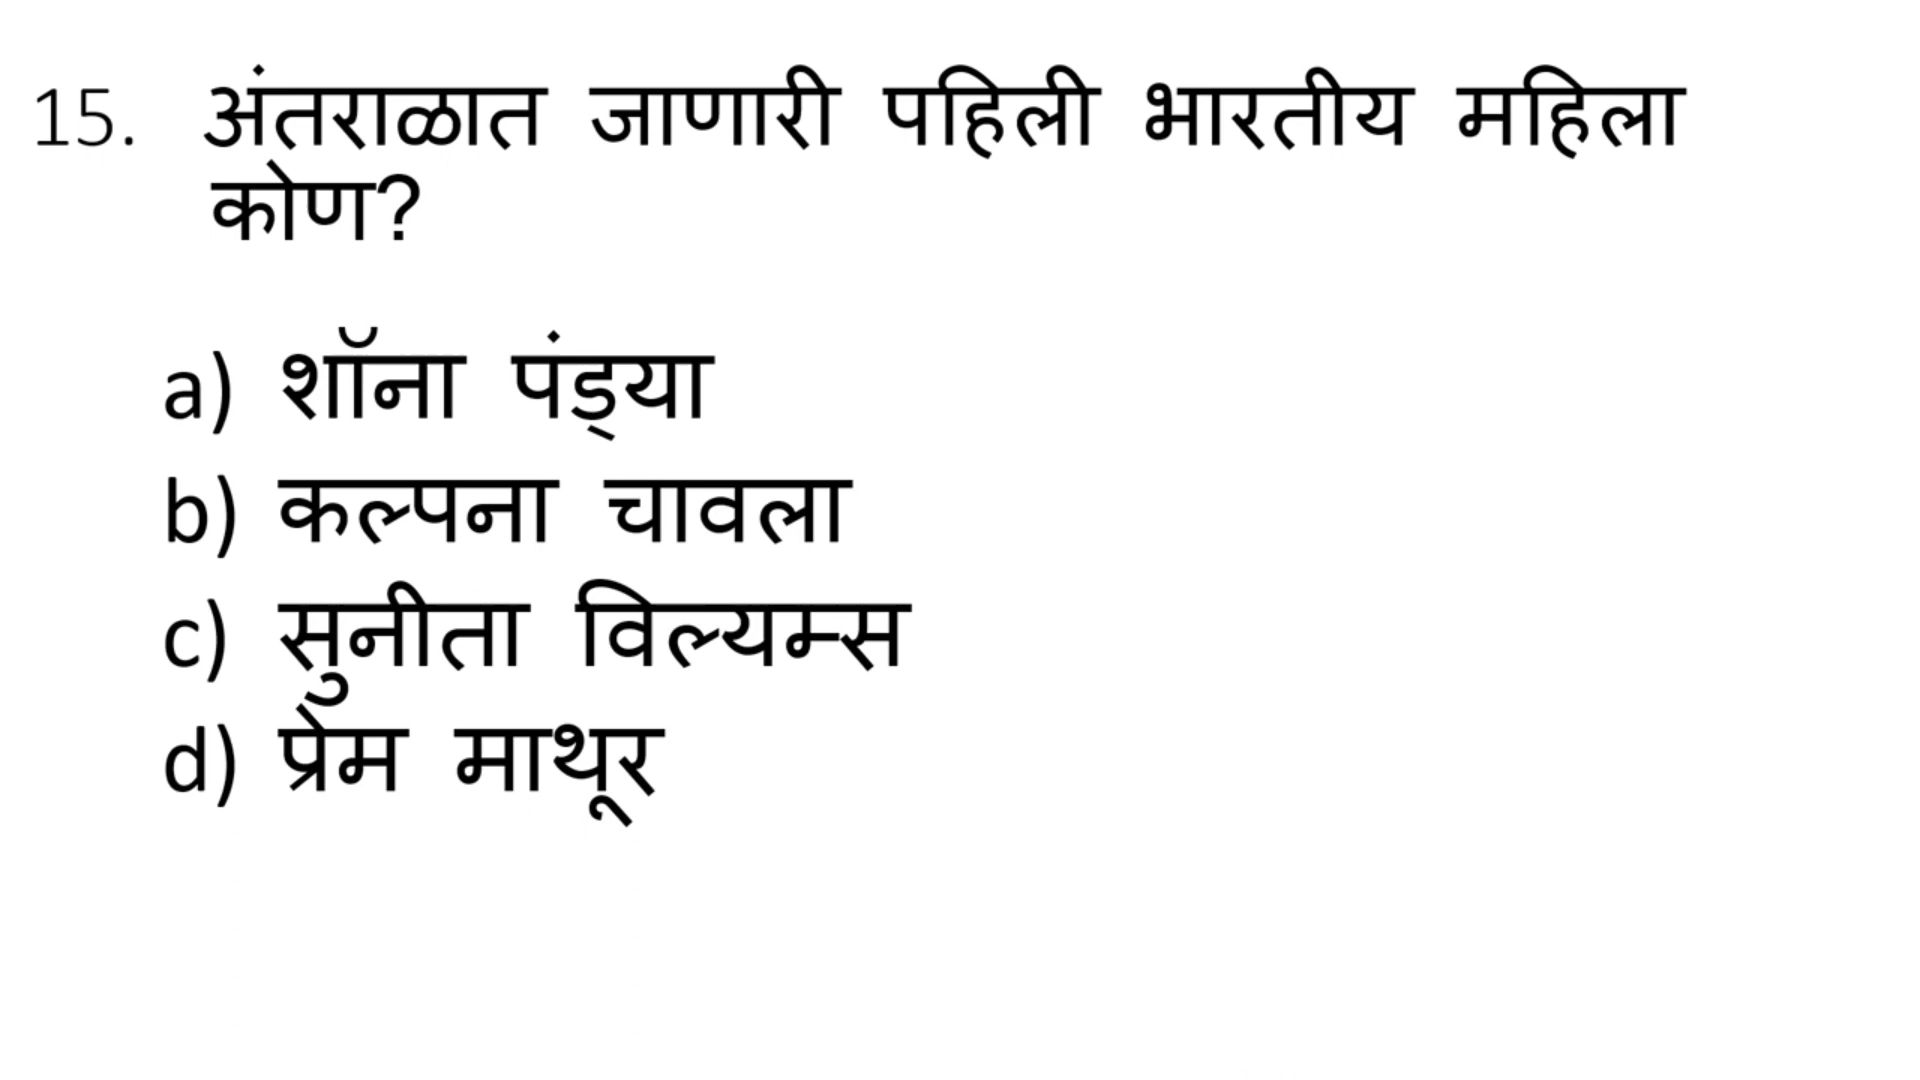 15. अंतराळात जाणारी पहिली भारतीय महिला
कोण?
a) शॉना पंड्या
b) कल्पना चावला
c) सुनीता विल्यम्स
d) प्रेम माथूर